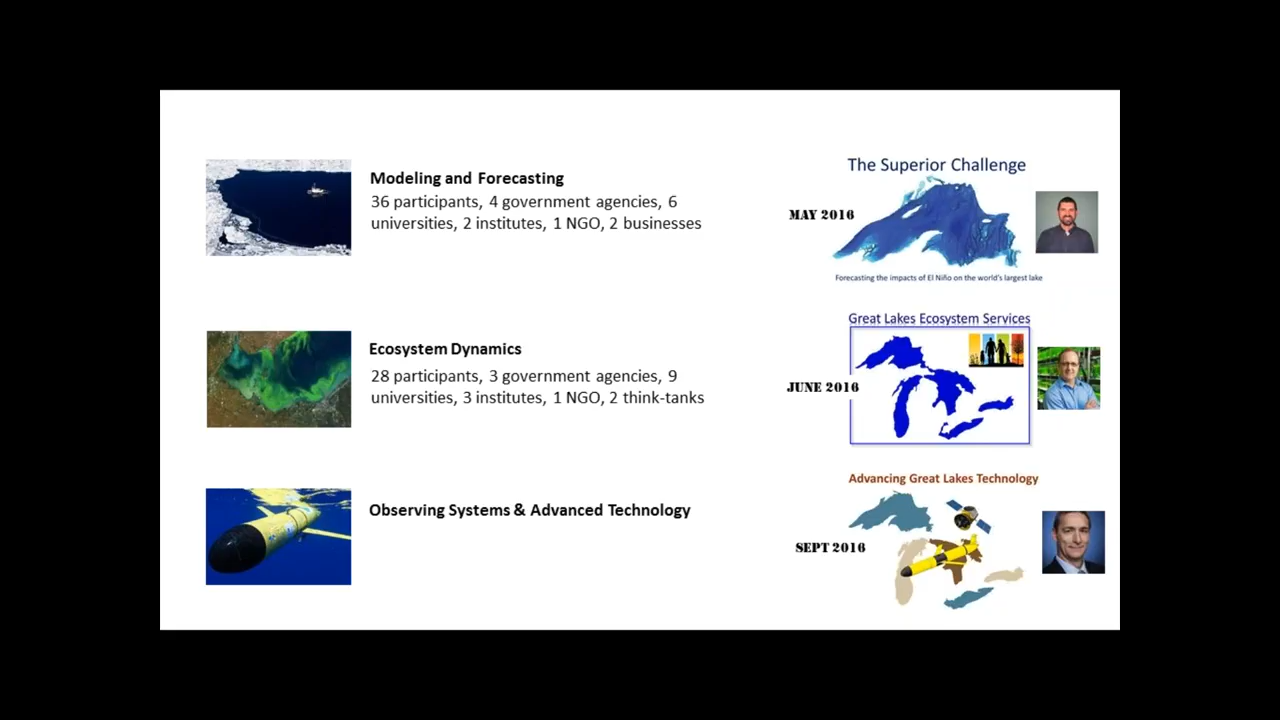 Modeling and Forecasting
36 participants, 4 government agencies, 6
universities, 2 institutes, 1 NGO, 2 businesses
The Superior Challenge
MAY 2016
Forecasting the impacts of El Niño on the world's largest lake
Ecosystem Dynamics
28 participants, 3 government agencies, 9
universities, 3 institutes, 1 NGO, 2 think-tanks
Great Lakes Ecosystem Services
JUNE 2016
Observing Systems & Advanced Technology
Advancing Great Lakes Technology
SEPT 2016